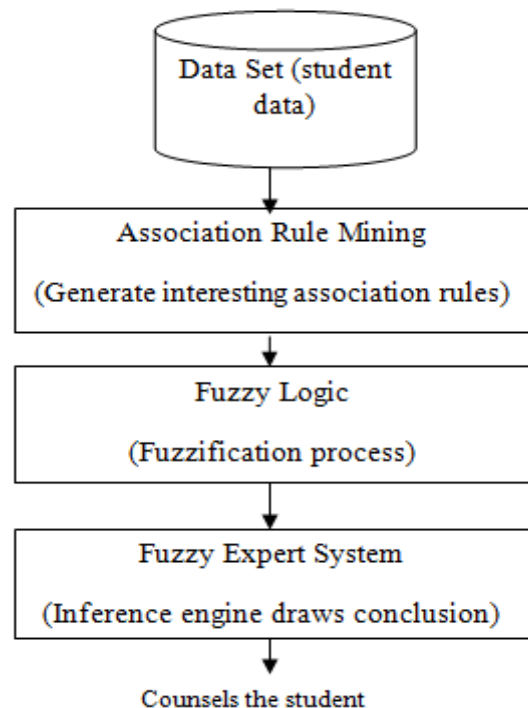 Data Set (student
data)
Association Rule Mining
(Generate interesting association rules)
Fuzzy Logic
(Fuzzification process)
Fuzzy Expert System
(Inference engine draws conclusion)
Counsels the student